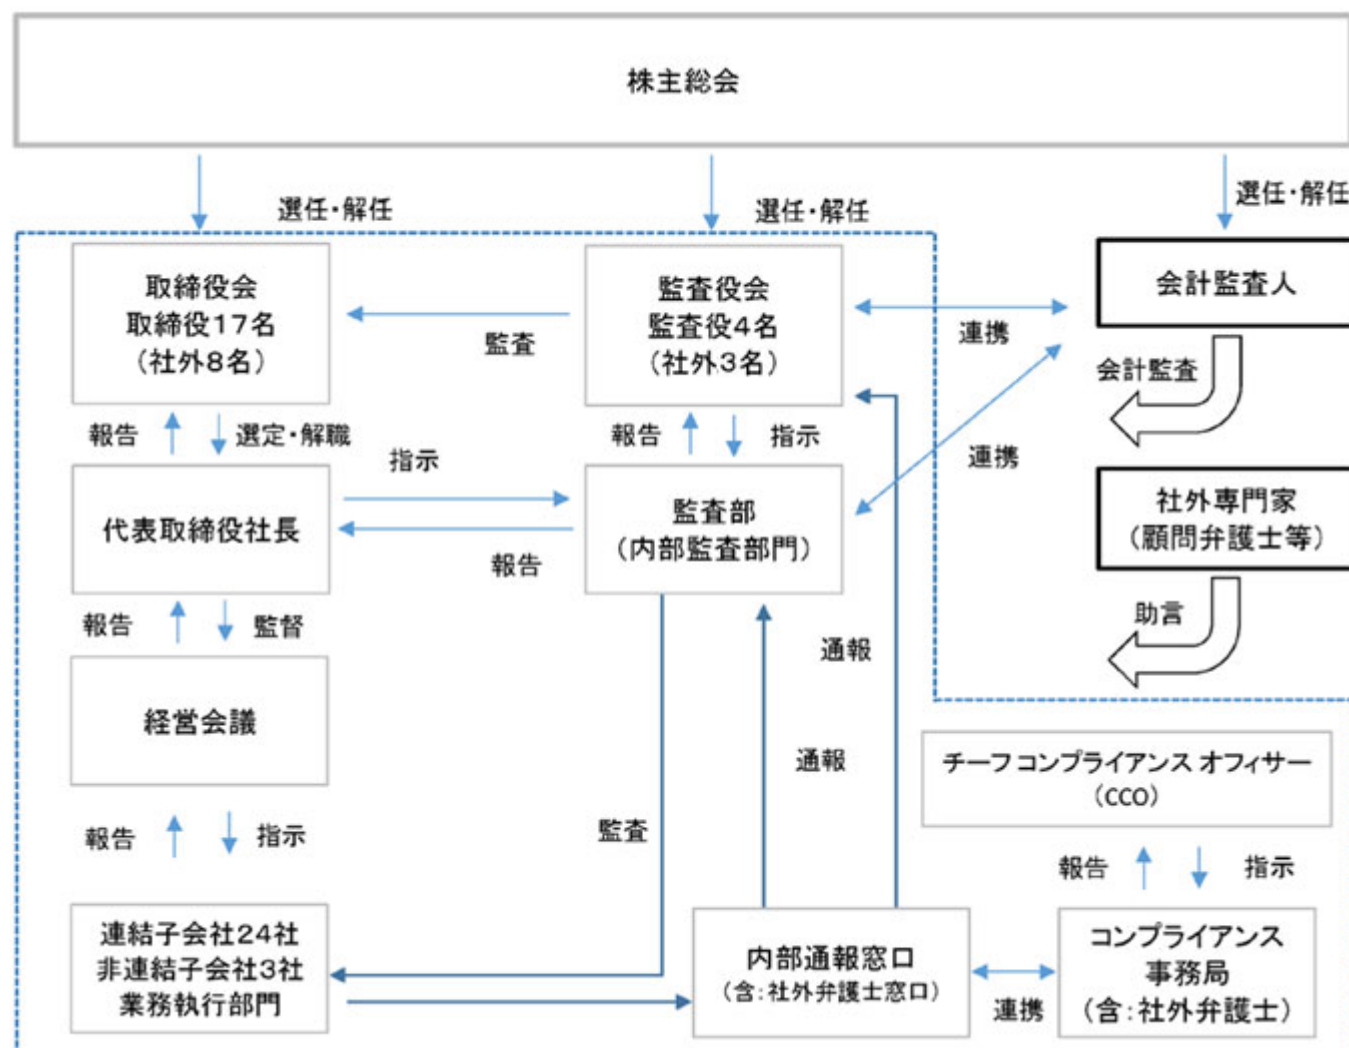 株主総会
選任・解任
選任・解任
選任・解任
取締役会
取締役17名
（社外8名）
監査
監査役会
監査役4名
（社外3名）
連携
会計監査人
会計監査
報告
選定・解職
報告
指示
連携
指示
代表取締役社長
報告
監査部
（内部監査部門）
社外専門家
（顧問弁護士等）
助言
報告
監督
通報
経営会議
通報
チーフ コンプライアンス オフィサー
（CCO）
報告
指示
監査
報告
指示
連結子会社24社
非連結子会社3社
業務執行部門
内部通報窓口
（含：社外弁護士窓口）
連携
コンプライアンス
事務局
（含：社外弁護士）